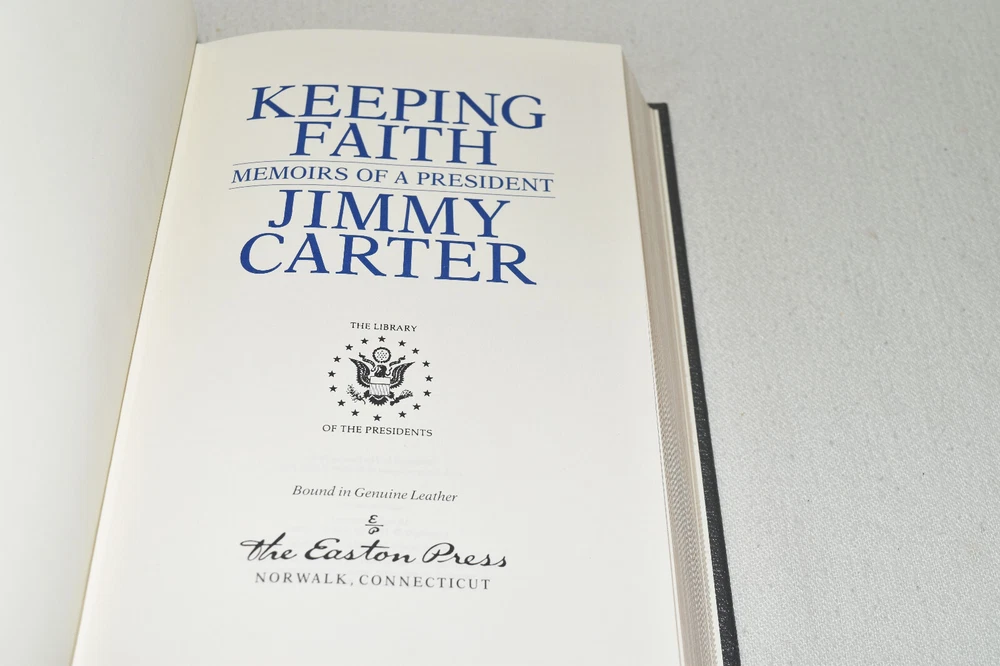 KEEPING
FAITH
MEMOIRS OF A PRESIDENT
JIMMY
CARTER
THE LIBRARY
OF THE PRESIDENTS
Bound in Genuine Leather
E
P
the Easton Press
NORWALK, CONNECTICUT